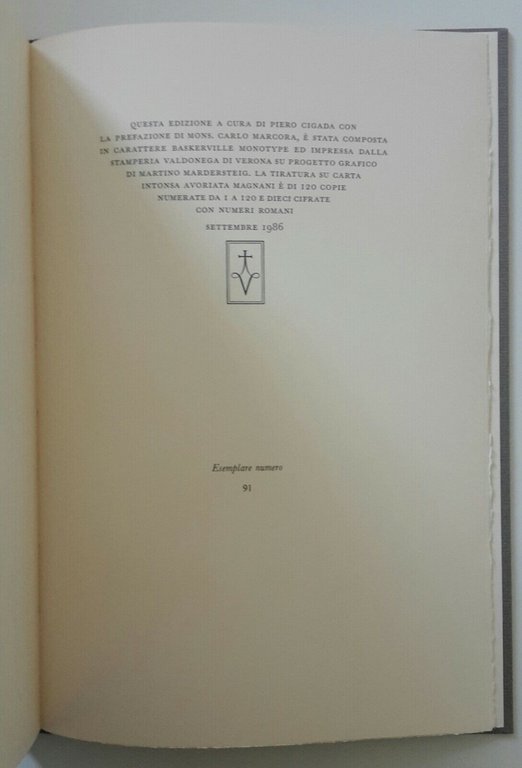 QUESTA EDIZIONE A CURA DI PIERO CIGADA CON
LA PREFAZIONE DI MONS. CARLO MARCORA, È STATA COMPOSTA
IN CARATTERE BASKERVILLE MONOTYPE ED IMPRESSA DALLA
STAMPERIA VALDONEGA DI VERONA SU PROGETTO GRAFICO
DI MARTINO MARDERSTEIG. LA TIRATURA SU CARTA
INTONSA AVORIATA MAGNANI È DI 120 COPIE
NUMERATE DA 1 A 120 E DIECI CIFRATE
CON NUMERI ROMANI
SETTEMBRE 1986
Esemplare numero
91